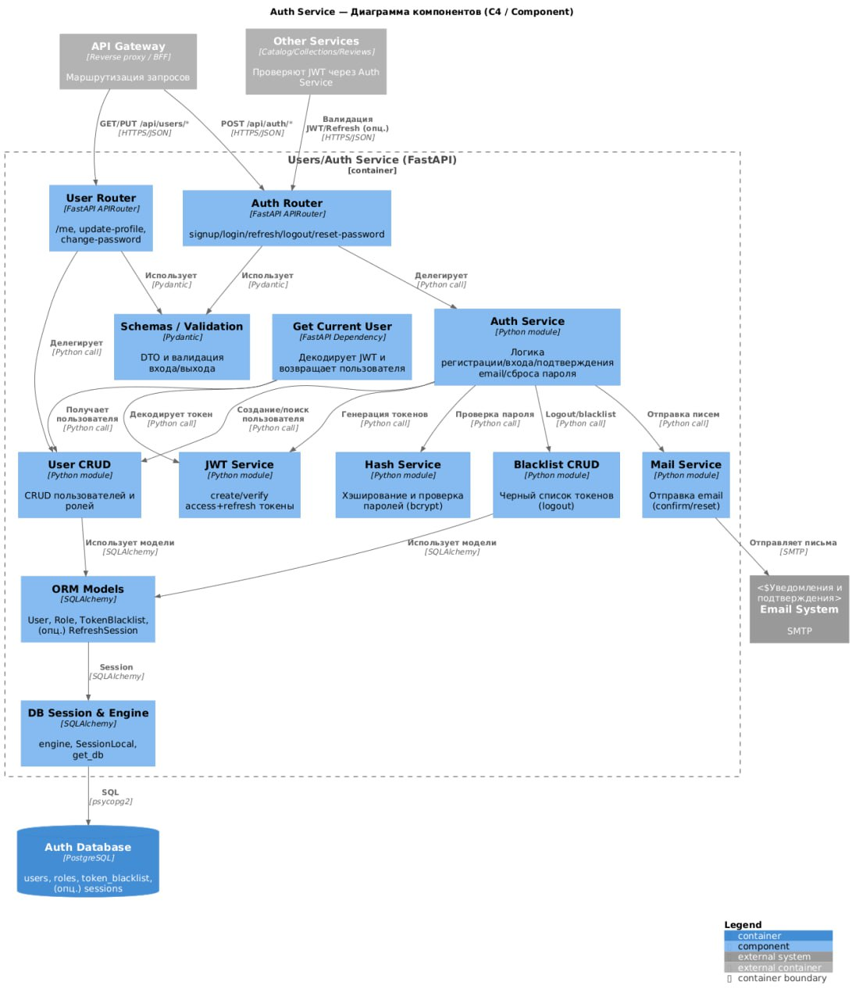 Auth Service — Диаграмма компонентов (C4 / Component)
API Gateway
[Reverse proxy / BFF]
Маршрутизация запросов
Other Services
[Catalog/Collections/Reviews]
Проверяют JWT через Auth
Service
GET/PUT /api/users/*
[HTTPS/JSON]
POST /api/auth/*
[HTTPS/JSON]
Валидация
JWT/Refresh (опц.)
[HTTPS/JSON]
Users/Auth Service (FastAPI)
[container]
User Router
[FastAPI APIRouter]
/me, update-profile,
change-password
Auth Router
[FastAPI APIRouter]
signup/login/refresh/logout/reset-password
Использует
[Pydantic]
Использует
[Pydantic]
Делегирует
[Python call]
Делегирует
[Python call]
Schemas / Validation
[Pydantic]
DTO и валидация
входа/выхода
Get Current User
[FastAPI Dependency]
Декодирует JWT и
возвращает пользователя
Auth Service
[Python module]
Логика
регистрации/входа/подтверждения
email/сброса пароля
Получает
пользователя
[Python call]
Декодирует токен
[Python call]
Создание/поиск
пользователя
[Python call]
Генерация токенов
[Python call]
Проверка пароля
[Python call]
Logout/blacklist
[Python call]
Отправка писем
[Python call]
User CRUD
[Python module]
CRUD пользователей и
ролей
JWT Service
[Python module]
create/verify
access+refresh токены
Hash Service
[Python module]
Хэширование и проверка
паролей (bcrypt)
Blacklist CRUD
[Python module]
Черный список токенов
(logout)
Mail Service
[Python module]
Отправка email
(confirm/reset)
Использует модели
[SQLAlchemy]
Использует модели
[SQLAlchemy]
Отправляет письма
[SMTP]
ORM Models
[SQLAlchemy]
User, Role, TokenBlacklist,
(опц.) RefreshSession
<$Уведомления и
подтверждения>
Email System
SMTP
Session
[SQLAlchemy]
DB Session & Engine
[SQLAlchemy]
engine, SessionLocal,
get_db
SQL
[psycopg2]
Auth Database
[PostgreSQL]
users, roles, token_blacklist,
(опц.) sessions
Legend
container
component
external system
external container
▯ container boundary